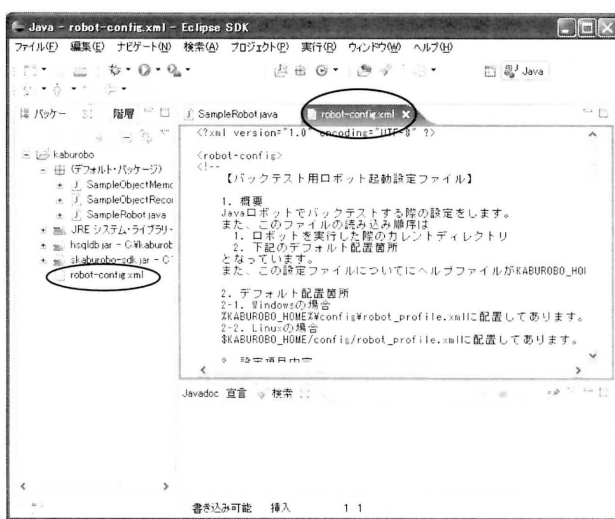 Java - robot-config.xml - Eclipse SDK
ファイル(F) 編集(E) ナビゲート(N) 検索(A) プロジェクト(P) 実行(R) ウィンドウ(W) ヘルプ(H)
Java
パッケー 階層
SampleRobot.java robot-config.xml
kaburobo
(デフォルト・パッケージ)
SampleObjectMemo
SampleObjectRecor
SampleRobot.java
JRE システム・ライブラリー
hsqldb.jar - C:¥kaburob
skaburobo-sdk.jar - C:
robot-config.xml
<?xml version="1.0" encoding="UTF-8" ?>
<robot-config>
<!--
【バックテスト用ロボット起動設定ファイル】
1. 概要
Javaロボットでバックテストする際の設定をします。
また、このファイルの読み込み順序は
1. ロボットを実行した際のカレントディレクトリ
2. 下記のデフォルト配置箇所
となっています。
また、この設定ファイルについてにヘルプファイルがKABUROBO_HOM
2. デフォルト配置箇所
2-1. Windowsの場合
%KABUROBO_HOME%¥config¥robot_profile.xmlに配置してあります。
2-2. Linuxの場合
$KABUROBO_HOME/config/robot_profile.xmlに配置してあります。
Javadoc 宣言 検索
書き込み可能 挿入 1 1